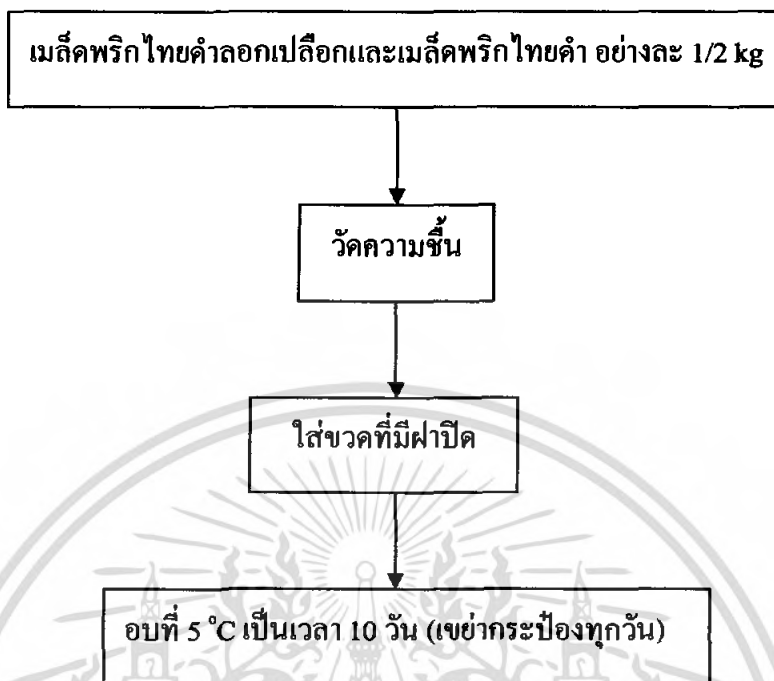 เมล็ดพริกไทยดำลอกเปลือกและเมล็ดพริกไทยดำ อย่างละ 1/2 kg
วัดความชื้น
ใส่ขวดที่มีฝาปิด
อบที่ 5 °C เป็นเวลา 10 วัน (เขย่ากระป๋องทุกวัน)